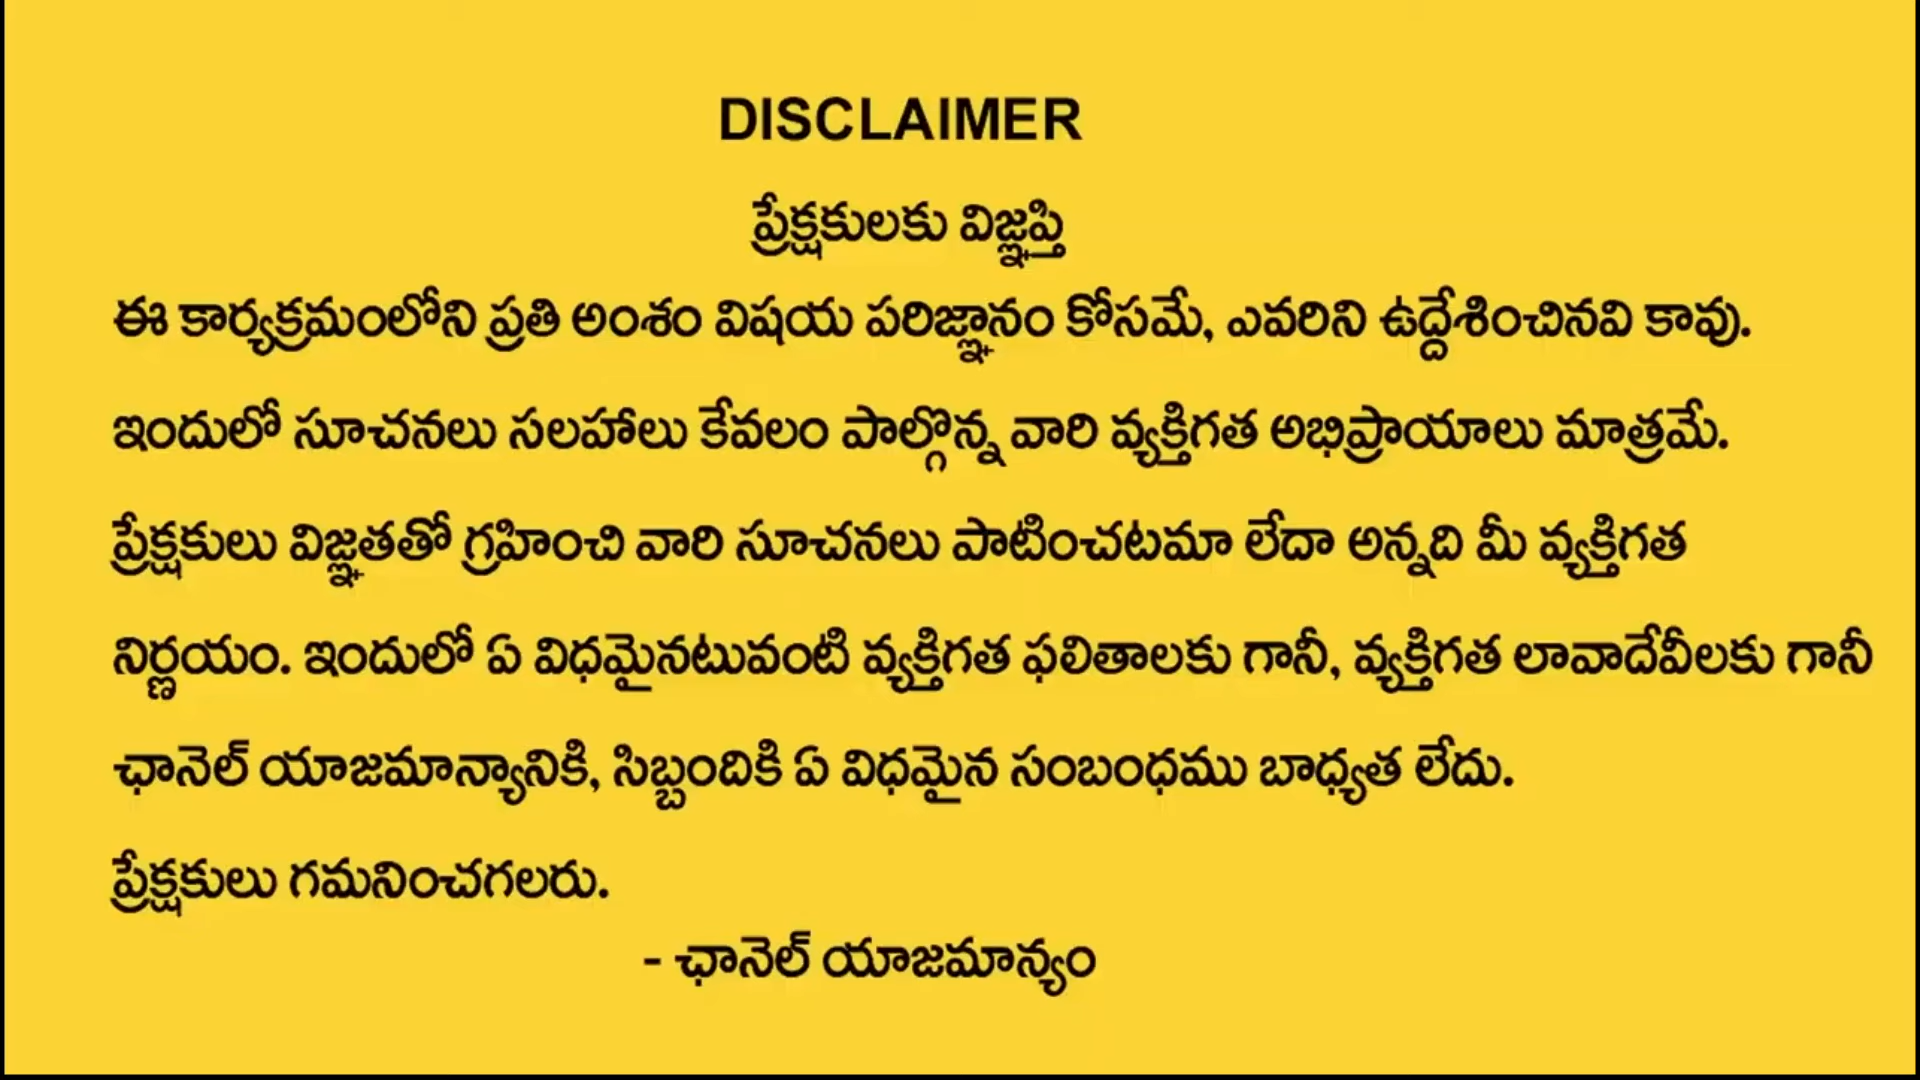 DISCLAIMER
ప్రేక్షకులకు విజ్ఞప్తి
ఈ కార్యక్రమంలోని ప్రతి అంశం విషయ పరిజ్ఞానం కోసమే, ఎవరిని ఉద్దేశించినవి కావు.
ఇందులో సూచనలు సలహాలు కేవలం పాల్గొన్న వారి వ్యక్తిగత అభిప్రాయాలు మాత్రమే.
ప్రేక్షకులు విజ్ఞతతో గ్రహించి వారి సూచనలు పాటించటమా లేదా అన్నది మీ వ్యక్తిగత
నిర్ణయం. ఇందులో ఏ విధమైనటువంటి వ్యక్తిగత ఫలితాలకు గానీ, వ్యక్తిగత లావాదేవీలకు గానీ
ఛానెల్ యాజమాన్యానికి, సిబ్బందికి ఏ విధమైన సంబంధము బాధ్యత లేదు.
ప్రేక్షకులు గమనించగలరు.
- ఛానెల్ యాజమాన్యం